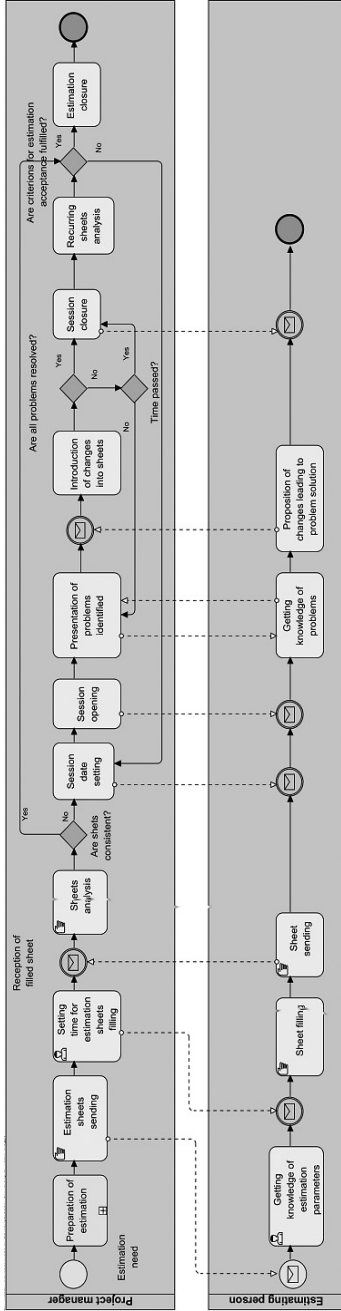 Project manager
Estimation
need
Preparation of
estimation
Estimation
sheets
sending
Setting
time for
estimation
sheets
filling
Reception of
filled sheet
Sheets
analysis
Are shets
consistent?
Yes
No
Session
date
setting
Session
opening
Presentation of
problems
identified
Introduction
of changes
into sheets
Are all problems resolved?
Yes
No
Time passed?
Yes
No
Session
closure
Recurring
sheets
analysis
Are criterions for estimation
acceptance fulfilled?
Yes
No
Estimation
closure
Estimating person
Getting
knowledge of
estimation
parameters
Sheet filling
Sheet
sending
Getting
knowledge of
problems
Proposition of
changes leading to
problem solution